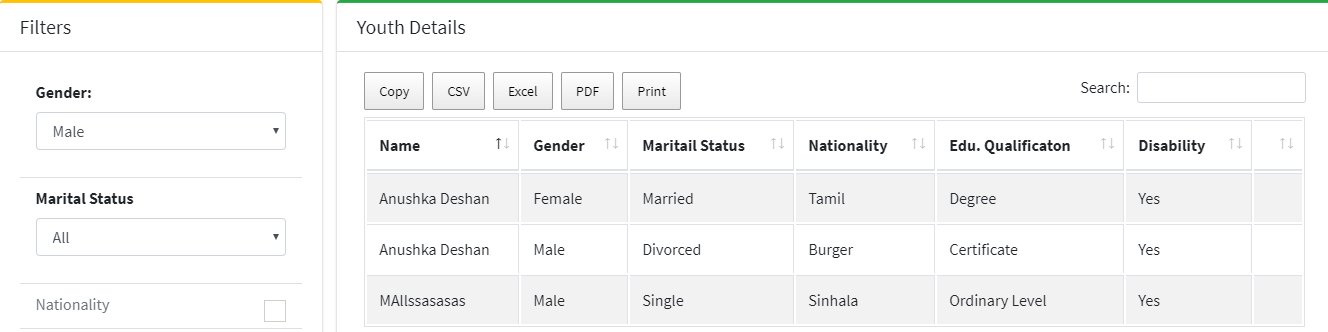 Filters
Gender:
Male
Marital Status
All
Nationality
Youth Details
Copy CSV Excel PDF Print Search:
Name Gender Maritail Status Nationality Edu. Qualificaton Disability
Anushka Deshan Female Married Tamil Degree Yes
Anushka Deshan Male Divorced Burger Certificate Yes
MAllssasasas Male Single Sinhala Ordinary Level Yes